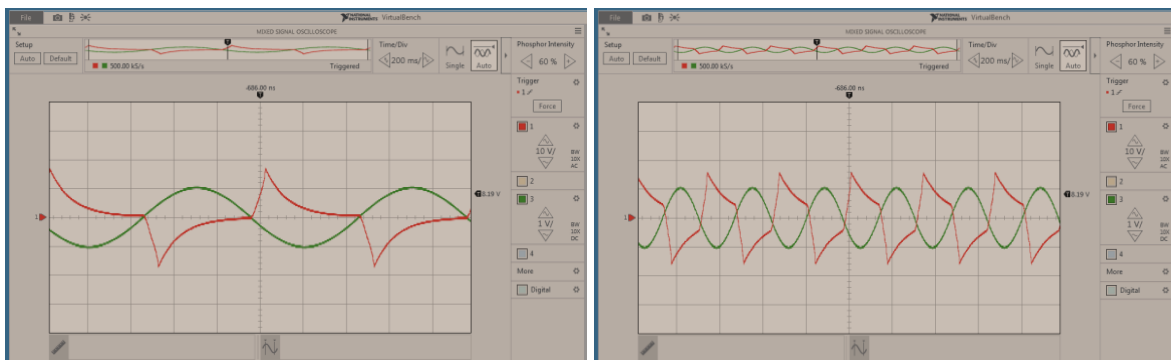 File
NATIONAL INSTRUMENTS VirtualBench
MIXED SIGNAL OSCILLOSCOPE
Setup
Auto Default
500.00 kS/s Triggered
Time/Div
200 ms/
Single Auto
Phosphor Intensity
60 %
-686.00 ns
T
Trigger
1
Force
1
10 V/
BW
10X
AC
2
8.19 V
3
1 V/
BW
10X
DC
4
More
Digital
File
NATIONAL INSTRUMENTS VirtualBench
MIXED SIGNAL OSCILLOSCOPE
Setup
Auto Default
500.00 kS/s Triggered
Time/Div
200 ms/
Single Auto
Phosphor Intensity
60 %
-686.00 ns
T
Trigger
1
Force
1
10 V/
BW
10X
AC
2
8.19 V
3
1 V/
BW
10X
DC
4
More
Digital